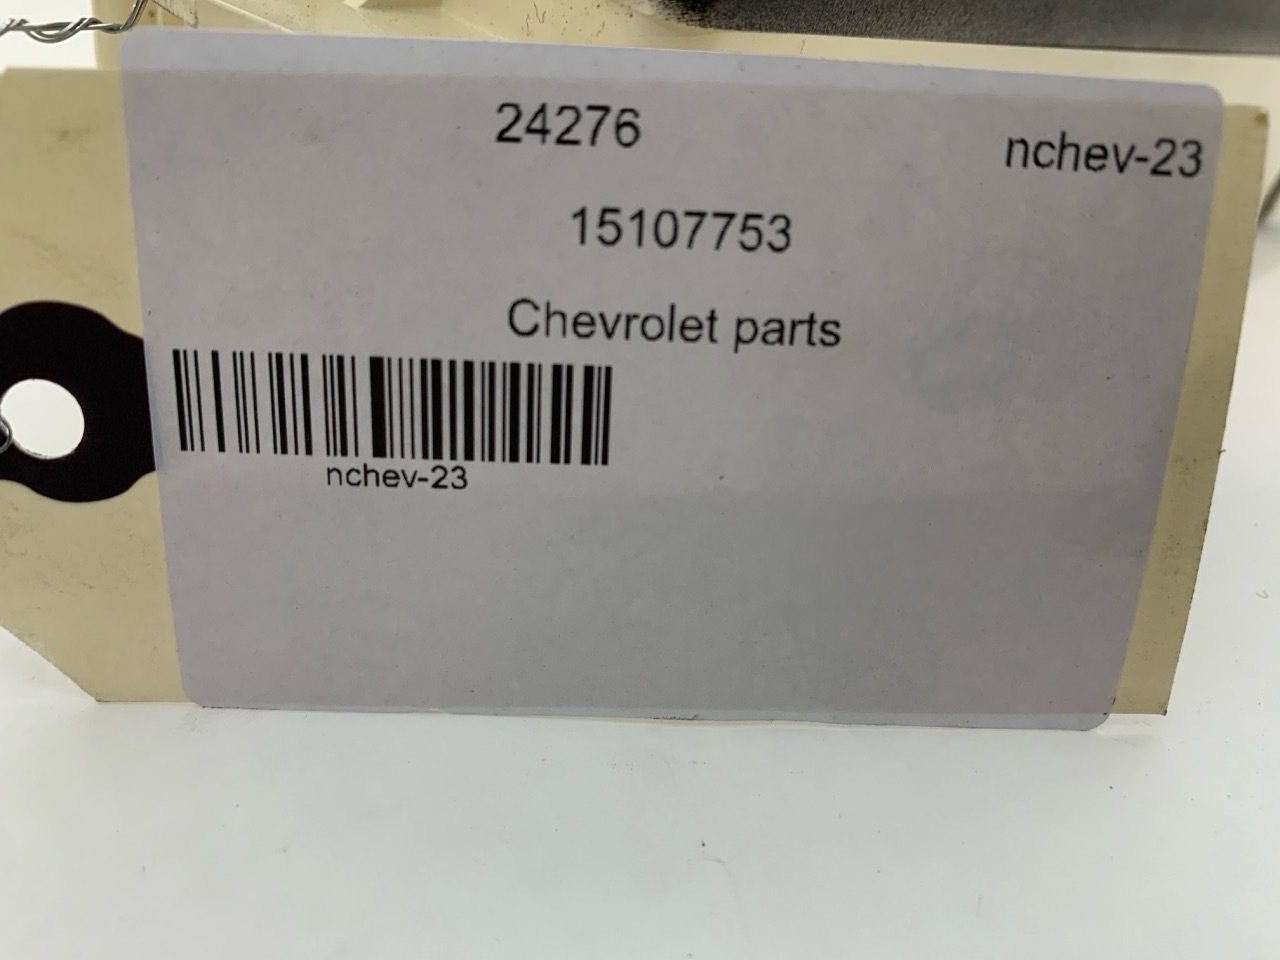 24276
nchev-23
15107753
Chevrolet parts
nchev-23